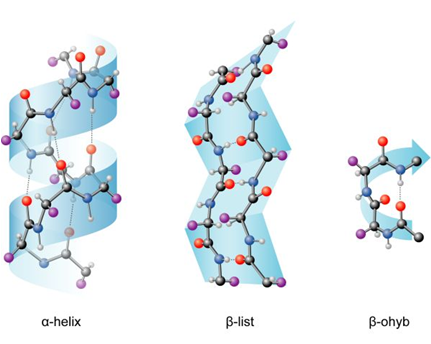 α-helix
β-list
β-ohyb